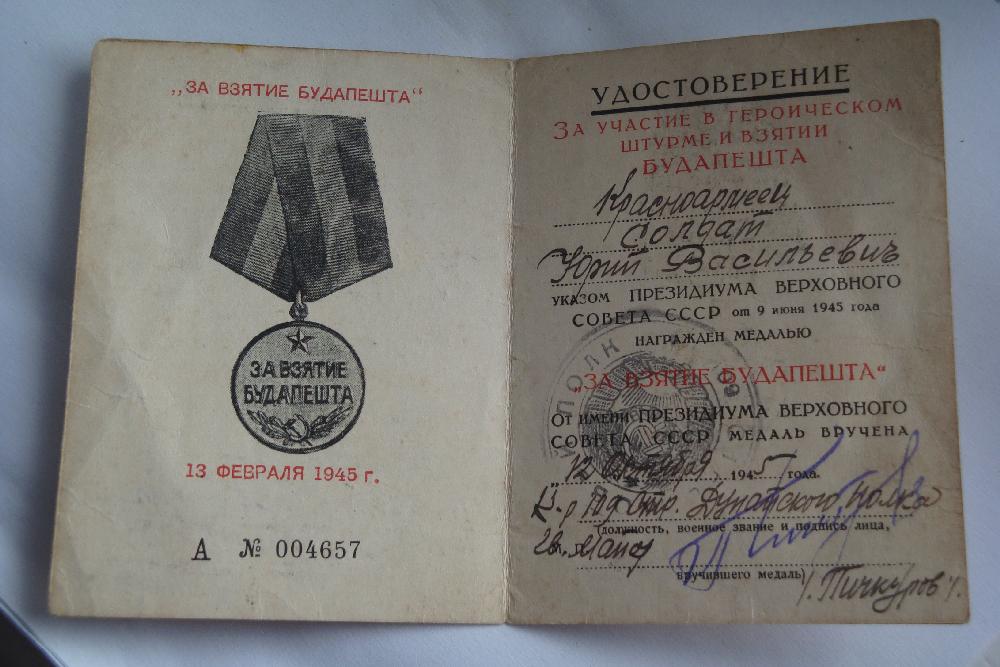 „ЗА ВЗЯТИЕ БУДАПЕШТА“
ЗА ВЗЯТИЕ
БУДАПЕШТА
13 ФЕВРАЛЯ 1945 г.
А № 004657
УДОСТОВЕРЕНИЕ
ЗА УЧАСТИЕ В ГЕРОИЧЕСКОМ
ШТУРМЕ И ВЗЯТИИ
БУДАПЕШТА
Красноармеец
Солдат
Юрий Васильевич
УКАЗОМ ПРЕЗИДИУМА ВЕРХОВНОГО
СОВЕТА СССР от 9 июня 1945 года
НАГРАЖДЕН МЕДАЛЬЮ
„ЗА ВЗЯТИЕ БУДАПЕШТА“
ОТ ИМЕНИ ПРЕЗИДИУМА ВЕРХОВНОГО
СОВЕТА СССР МЕДАЛЬ ВРУЧЕНА
„12 октября 1945 года.
К-р Стр. Дунайского полка
(должность, военное звание и подпись лица,
гв. майор
вручившего медаль)
/. Пичкуров /.